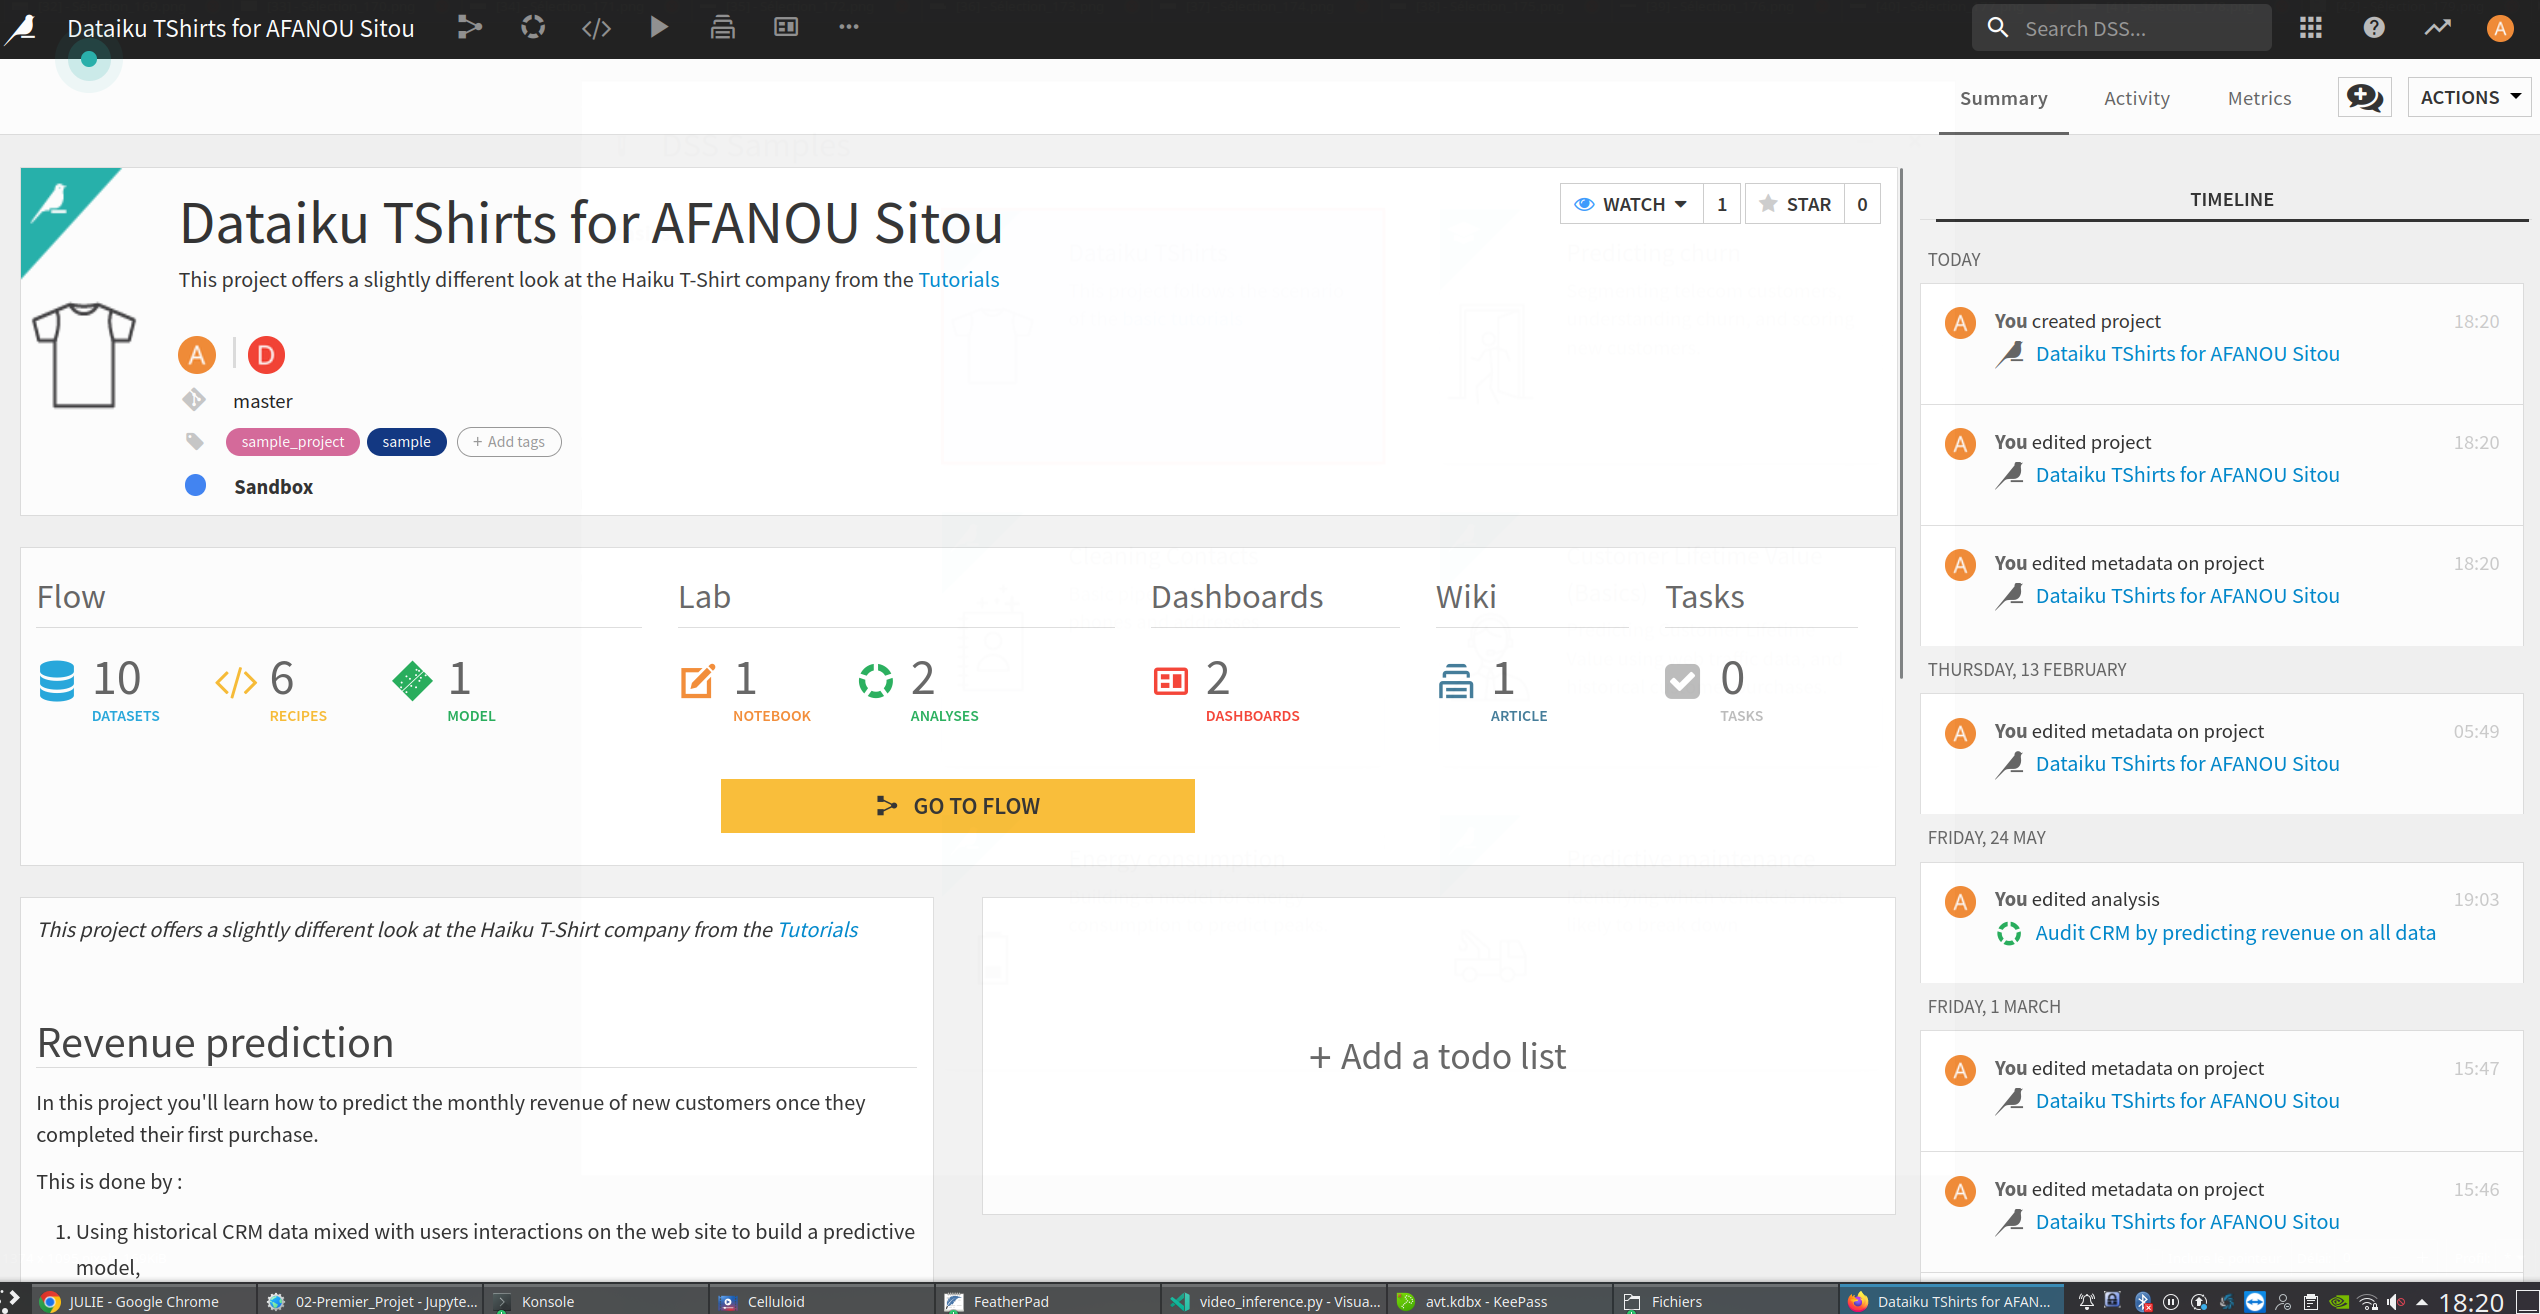 Dataiku TShirts for AFANOU Sitou
Search DSS...
A
Summary
Activity
Metrics
ACTIONS
DSS Samples
Dataiku TShirts for AFANOU Sitou
WATCH 1
STAR 0
This project offers a slightly different look at the Haiku T-Shirt company from the Tutorials
A D
master
sample_project sample + Add tags
Sandbox
Flow
10 DATASETS
6 RECIPES
1 MODEL
Lab
1 NOTEBOOK
2 ANALYSES
Dashboards
2 DASHBOARDS
Wiki
1 ARTICLE
Tasks
0 TASKS
GO TO FLOW
This project offers a slightly different look at the Haiku T-Shirt company from the Tutorials
Revenue prediction
In this project you'll learn how to predict the monthly revenue of new customers once they
completed their first purchase.
This is done by :
1. Using historical CRM data mixed with users interactions on the web site to build a predictive
model,
+ Add a todo list
TIMELINE
TODAY
A You created project 18:20
Dataiku TShirts for AFANOU Sitou
A You edited project 18:20
Dataiku TShirts for AFANOU Sitou
A You edited metadata on project 18:20
Dataiku TShirts for AFANOU Sitou
THURSDAY, 13 FEBRUARY
A You edited metadata on project 05:49
Dataiku TShirts for AFANOU Sitou
FRIDAY, 24 MAY
A You edited analysis 19:03
Audit CRM by predicting revenue on all data
FRIDAY, 1 MARCH
A You edited metadata on project 15:47
Dataiku TShirts for AFANOU Sitou
A You edited metadata on project 15:46
Dataiku TShirts for AFANOU Sitou
JULIE - Google Chrome
02-Premier_Projet - Jupyte...
Konsole
Celluloid
FeatherPad
video_inference.py - Visua...
avt.kdbx - KeePass
Fichiers
Dataiku TShirts for AFAN...
18:20